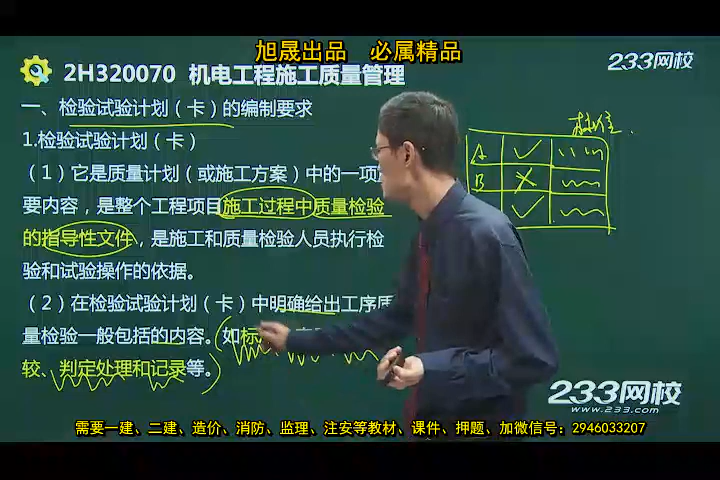 旭晟出品 必属精品
233网校
2H320070 机电工程施工质量管理
一、检验试验计划（卡）的编制要求
1.检验试验计划（卡）
（1）它是质量计划（或施工方案）中的一项
要内容，是整个工程项目施工过程中质量检验
的指导性文件，是施工和质量检验人员执行检
验和试验操作的依据。
（2）在检验试验计划（卡）中明确给出工序质
量检验一般包括的内容。（如标
较、判定处理和记录等。）
标准.
A
B
233网校
www.233.com
需要一建、二建、造价、消防、监理、注安等教材、课件、押题、加微信号：2946033207